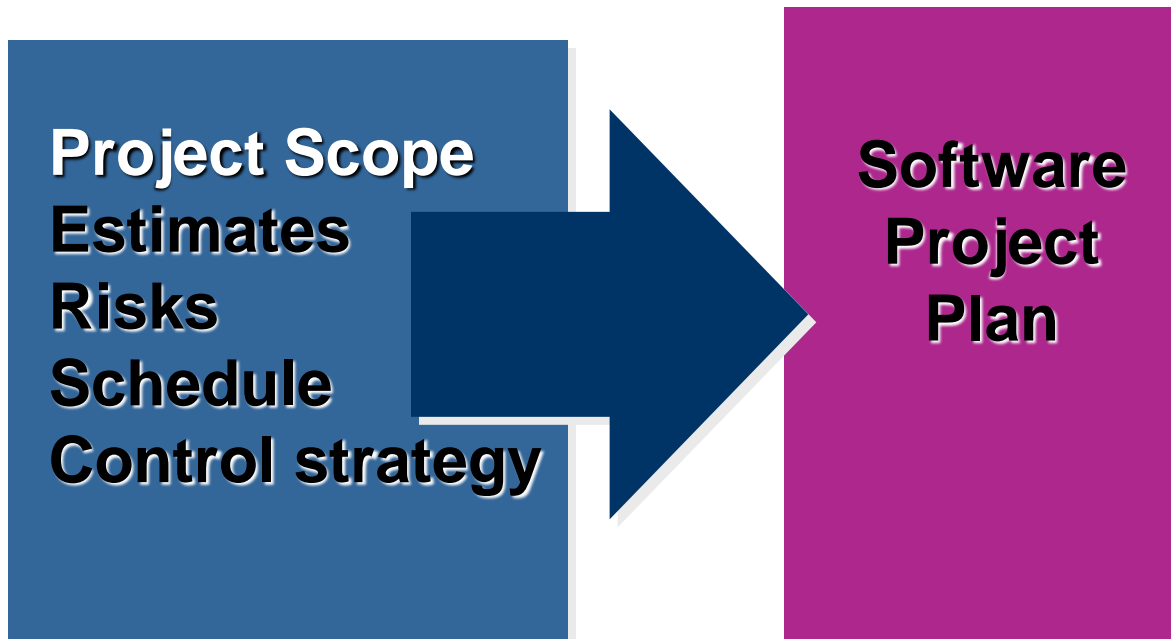 Project Scope
Estimates
Risks
Schedule
Control strategy
Software
Project
Plan